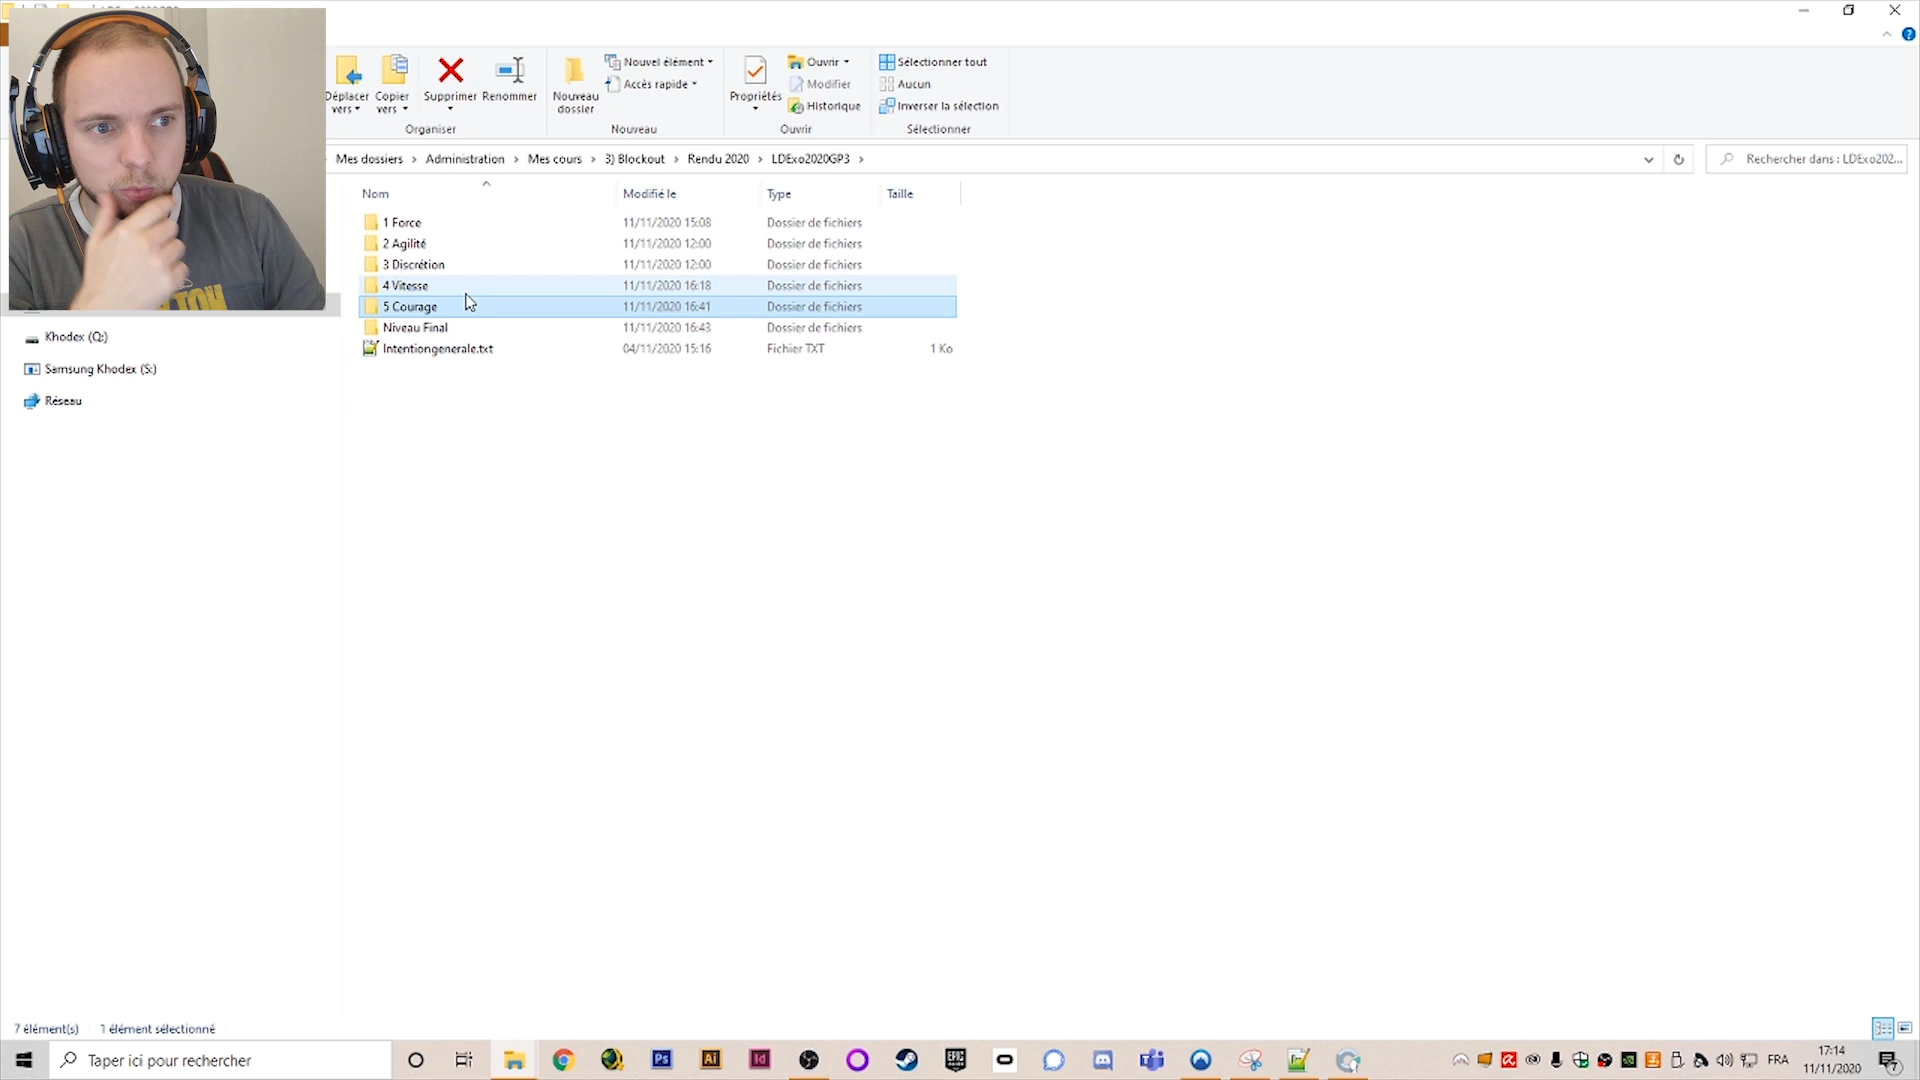 Déplacer vers
Copier vers
Supprimer
Renommer
Nouveau dossier
Nouvel élément
Accès rapide
Propriétés
Ouvrir
Modifier
Historique
Sélectionner tout
Aucun
Inverser la sélection
Organiser
Nouveau
Ouvrir
Sélectionner
Mes dossiers > Administration > Mes cours > 3) Blockout > Rendu 2020 > LDExo2020GP3 >
Rechercher dans : LDExo202...
Nom Modifié le Type Taille
1 Force 11/11/2020 15:08 Dossier de fichiers
2 Agilité 11/11/2020 12:00 Dossier de fichiers
3 Discrétion 11/11/2020 12:00 Dossier de fichiers
4 Vitesse 11/11/2020 16:18 Dossier de fichiers
5 Courage 11/11/2020 16:41 Dossier de fichiers
Niveau Final 11/11/2020 16:43 Dossier de fichiers
Intentiongenerale.txt 04/11/2020 15:16 Fichier TXT 1 Ko
Khodex (Q:)
Samsung Khodex (S:)
Réseau
7 élément(s) 1 élément sélectionné
Taper ici pour rechercher
Ps
Ai
Id
EPIC
FRA
17:14
11/11/2020
7